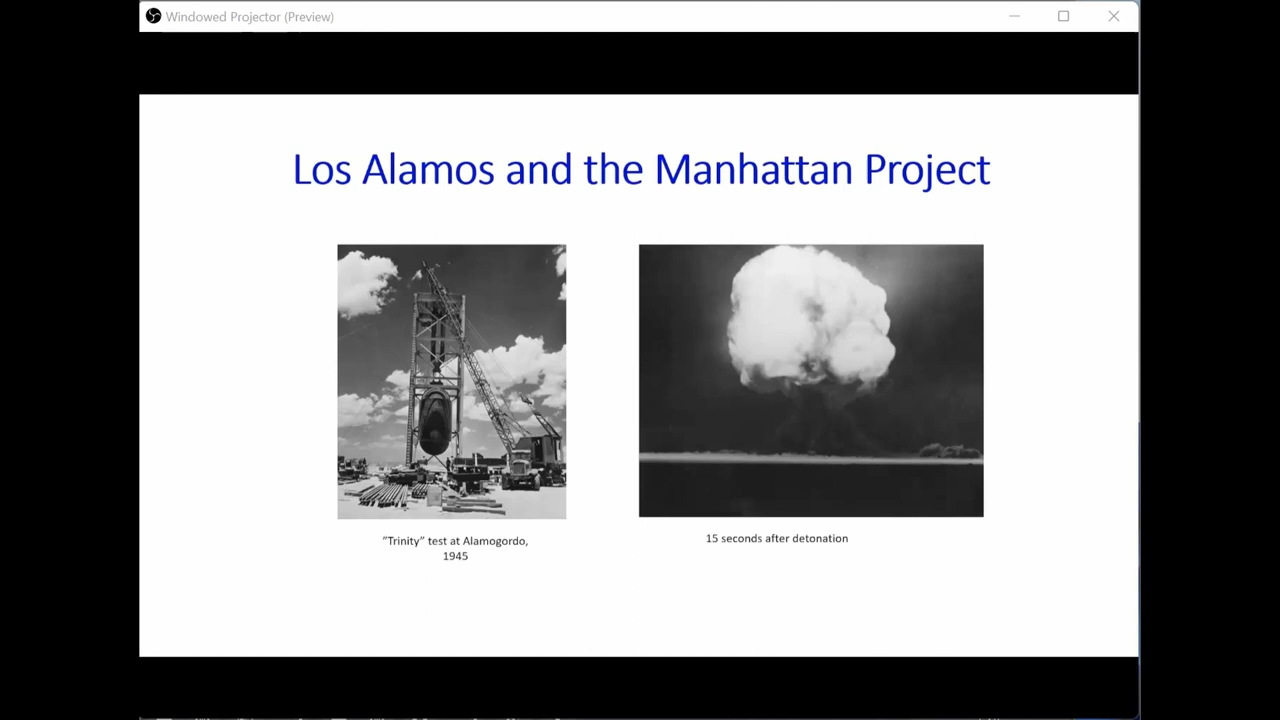 Windowed Projector (Preview)
Los Alamos and the Manhattan Project
"Trinity" test at Alamogordo,
1945
15 seconds after detonation